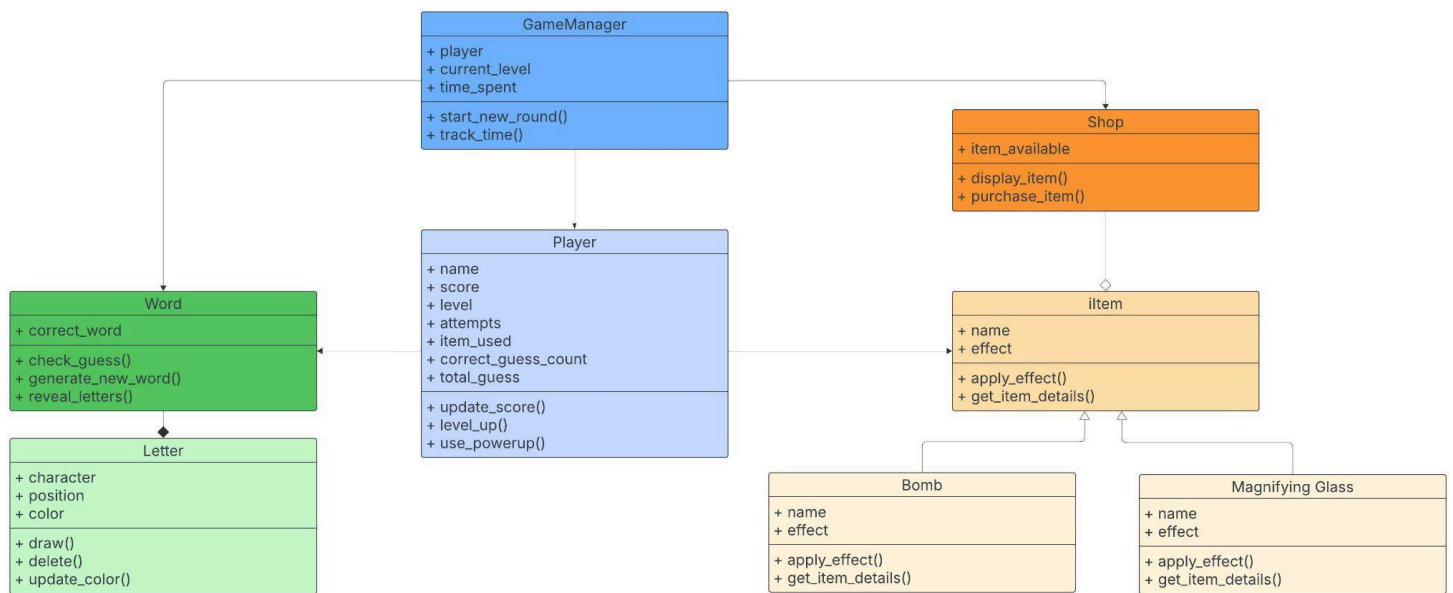 GameManager
+ player
+ current_level
+ time_spent
+ start_new_round()
+ track_time()
Shop
+ item_available
+ display_item()
+ purchase_item()
Player
+ name
+ score
+ level
+ attempts
+ item_used
+ correct_guess_count
+ total_guess
+ update_score()
+ level_up()
+ use_powerup()
Word
+ correct_word
+ check_guess()
+ generate_new_word()
+ reveal_letters()
iItem
+ name
+ effect
+ apply_effect()
+ get_item_details()
Letter
+ character
+ position
+ color
+ draw()
+ delete()
+ update_color()
Bomb
+ name
+ effect
+ apply_effect()
+ get_item_details()
Magnifying Glass
+ name
+ effect
+ apply_effect()
+ get_item_details()